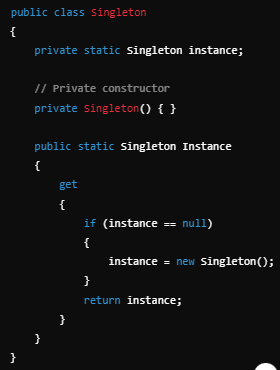 public class Singleton
{
    private static Singleton instance;

    // Private constructor
    private Singleton() { }

    public static Singleton Instance
    {
        get
        {
            if (instance == null)
            {
                instance = new Singleton();
            }
            return instance;
        }
    }
}